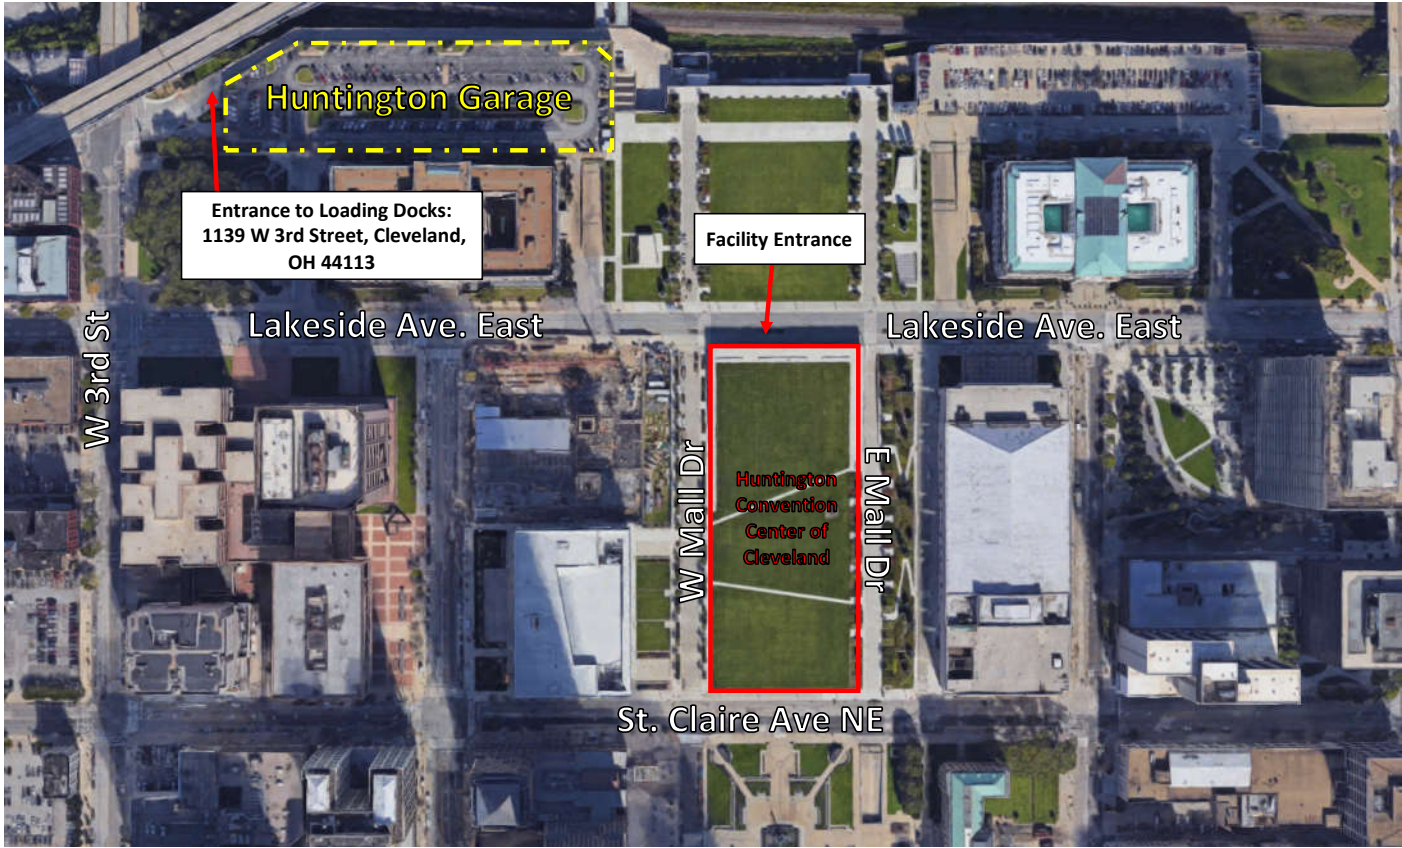 Huntington Garage
Entrance to Loading Docks:
1139 W 3rd Street, Cleveland,
OH 44113
Facility Entrance
Lakeside Ave. East
Lakeside Ave. East
W 3rd St
W Mall Dr
Huntington
Convention
Center of
Cleveland
E Mall Dr
St. Claire Ave NE